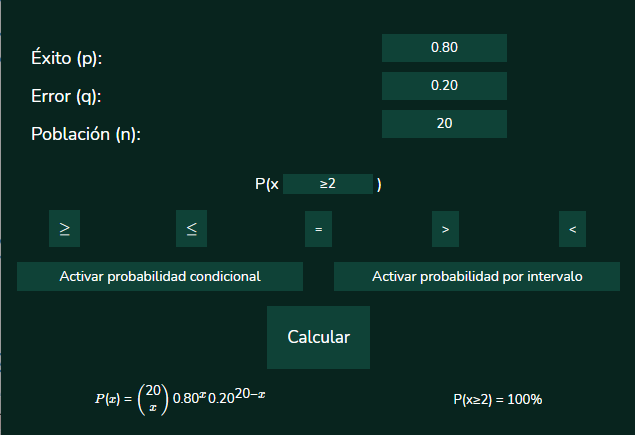 Éxito (p): 0.80
Error (q): 0.20
Población (n): 20
P(x ≥2 )
≥ ≤ = > <
Activar probabilidad condicional Activar probabilidad por intervalo
Calcular
P(x) = (20 x) 0.80^x 0.20^20−x P(x≥2) = 100%